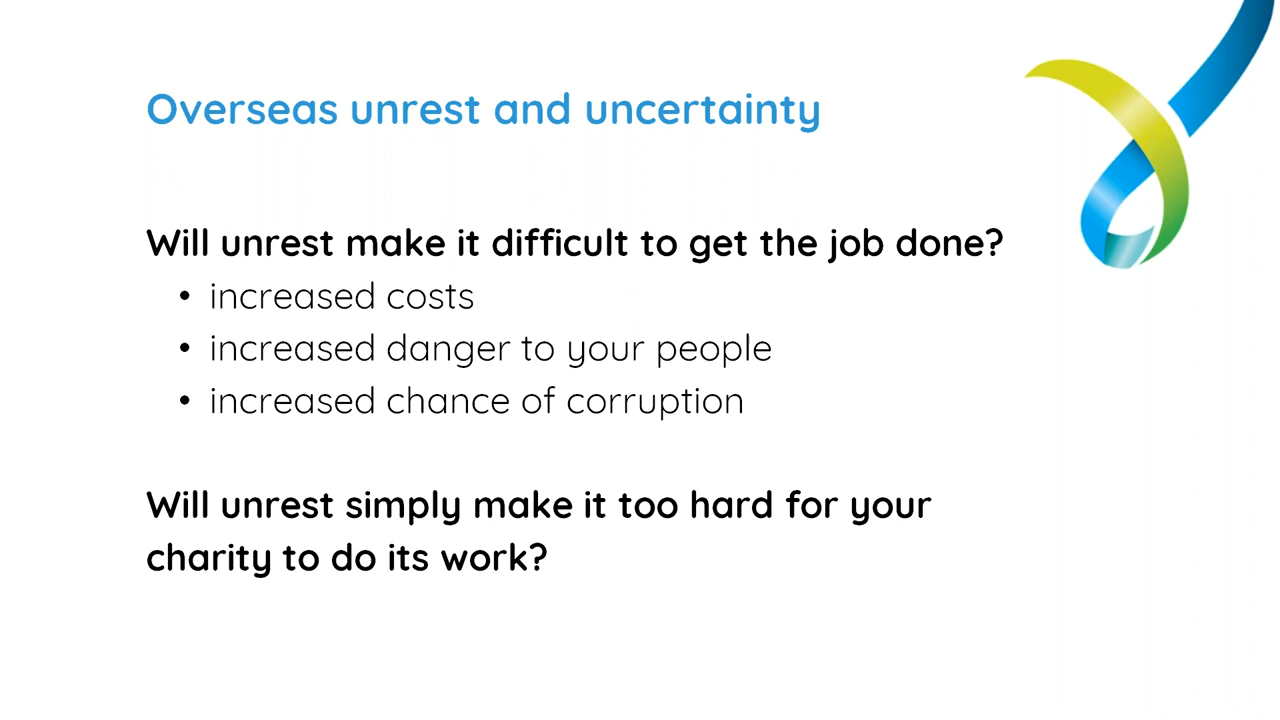 Overseas unrest and uncertainty
Will unrest make it difficult to get the job done?
• increased costs
• increased danger to your people
• increased chance of corruption
Will unrest simply make it too hard for your
charity to do its work?